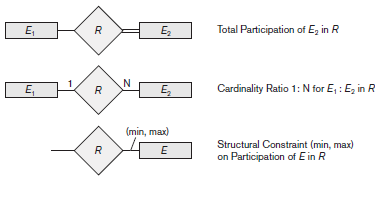 E₁ R E₂ Total Participation of E₂ in R
E₁ 1 R N E₂ Cardinality Ratio 1: N for E₁ : E₂ in R
(min, max)
R E Structural Constraint (min, max)
on Participation of E in R